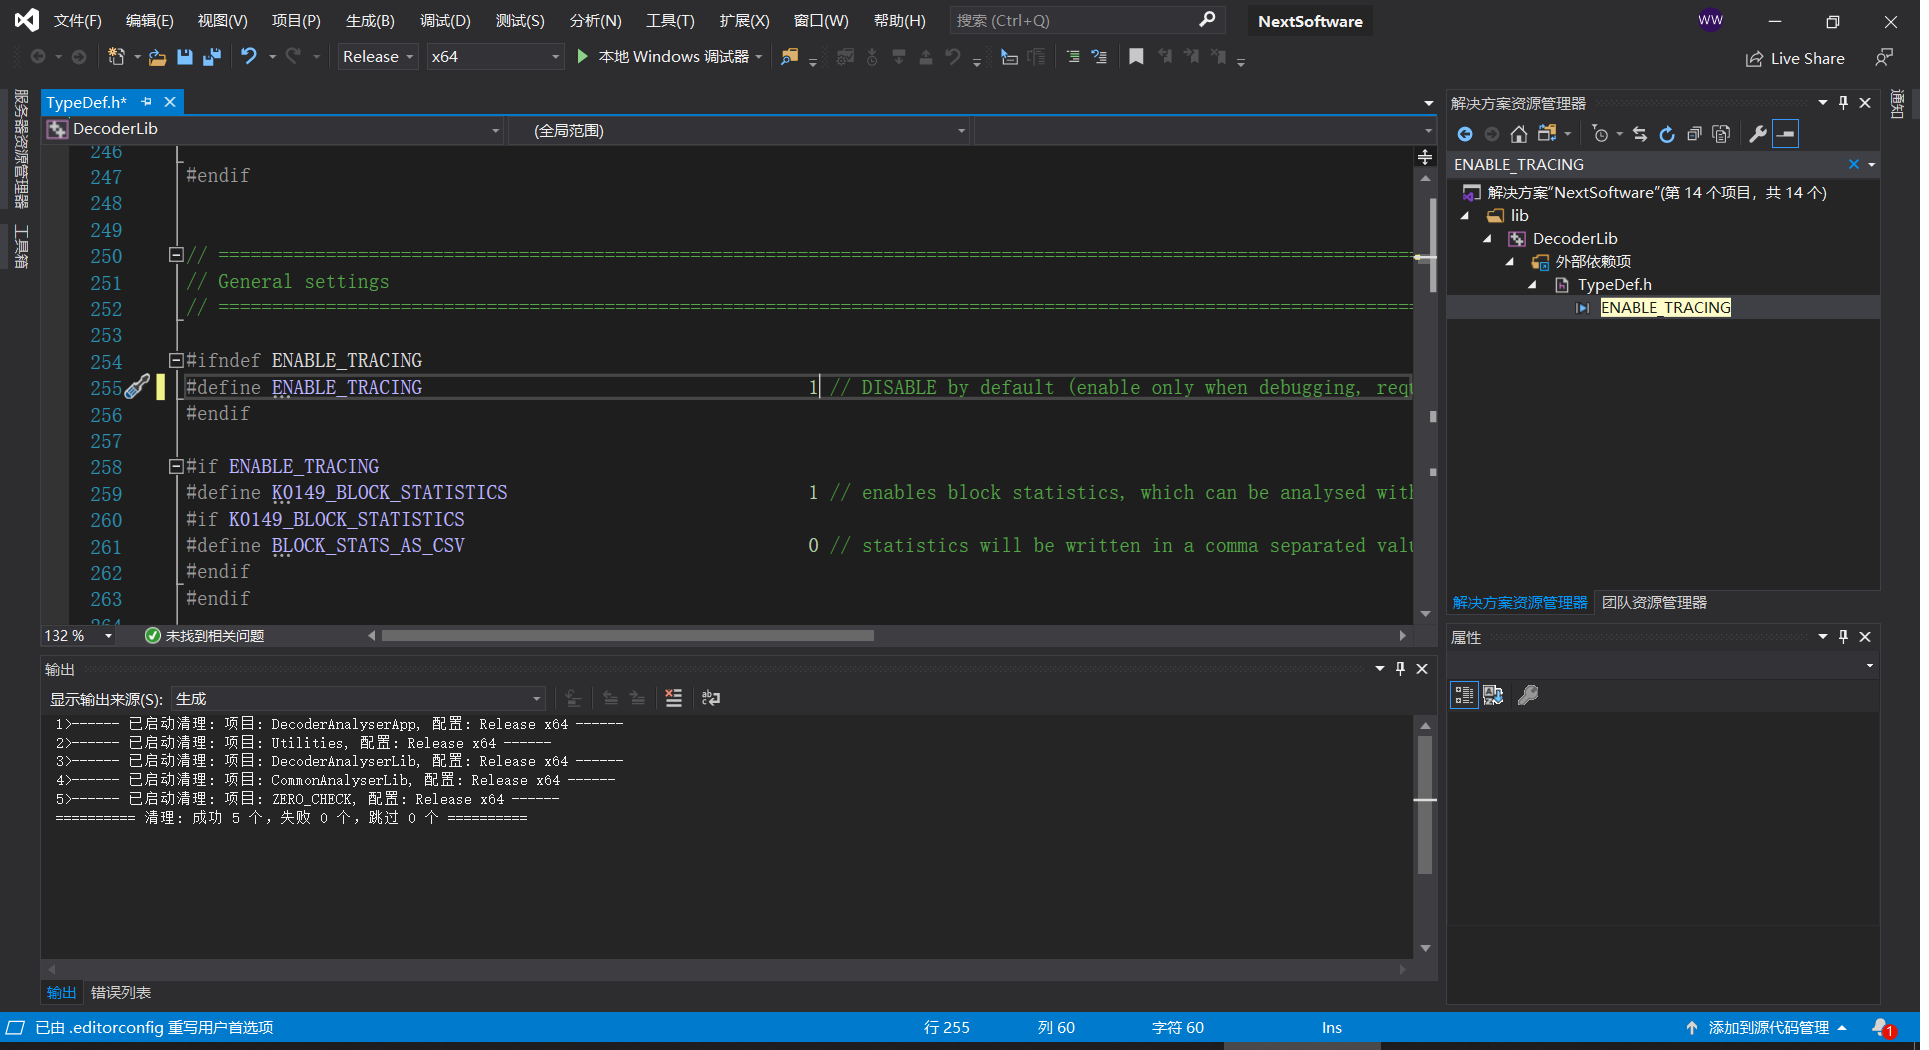 文件(F) 编辑(E) 视图(V) 项目(P) 生成(B) 调试(D) 测试(S) 分析(N) 工具(T) 扩展(X) 窗口(W) 帮助(H) 搜索 (Ctrl+Q) NextSoftware WW
Release x64 本地 Windows 调试器 Live Share
服务器资源管理器
工具箱
TypeDef.h*
DecoderLib (全局范围)
246
247 #endif
248
249
250 // ==============================================================================================================
251 // General settings
252 // ==============================================================================================================
253
254 #ifndef ENABLE_TRACING
255 #define ENABLE_TRACING 1 // DISABLE by default (enable only when debugging, requ
256 #endif
257
258 #if ENABLE_TRACING
259 #define K0149_BLOCK_STATISTICS 1 // enables block statistics, which can be analysed with
260 #if K0149_BLOCK_STATISTICS
261 #define BLOCK_STATS_AS_CSV 0 // statistics will be written in a comma separated valu
262 #endif
263 #endif
264
132 % 未找到相关问题
输出
显示输出来源(S): 生成
1>------ 已启动清理: 项目: DecoderAnalyserApp, 配置: Release x64 ------
2>------ 已启动清理: 项目: Utilities, 配置: Release x64 ------
3>------ 已启动清理: 项目: DecoderAnalyserLib, 配置: Release x64 ------
4>------ 已启动清理: 项目: CommonAnalyserLib, 配置: Release x64 ------
5>------ 已启动清理: 项目: ZERO_CHECK, 配置: Release x64 ------
========== 清理: 成功 5 个，失败 0 个，跳过 0 个 ==========
输出 错误列表
解决方案资源管理器
ENABLE_TRACING
解决方案"NextSoftware"(第 14 个项目，共 14 个)
lib
DecoderLib
外部依赖项
TypeDef.h
ENABLE_TRACING
解决方案资源管理器 团队资源管理器
属性
通知
已由 .editorconfig 重写用户首选项 行 255 列 60 字符 60 Ins 添加到源代码管理 1